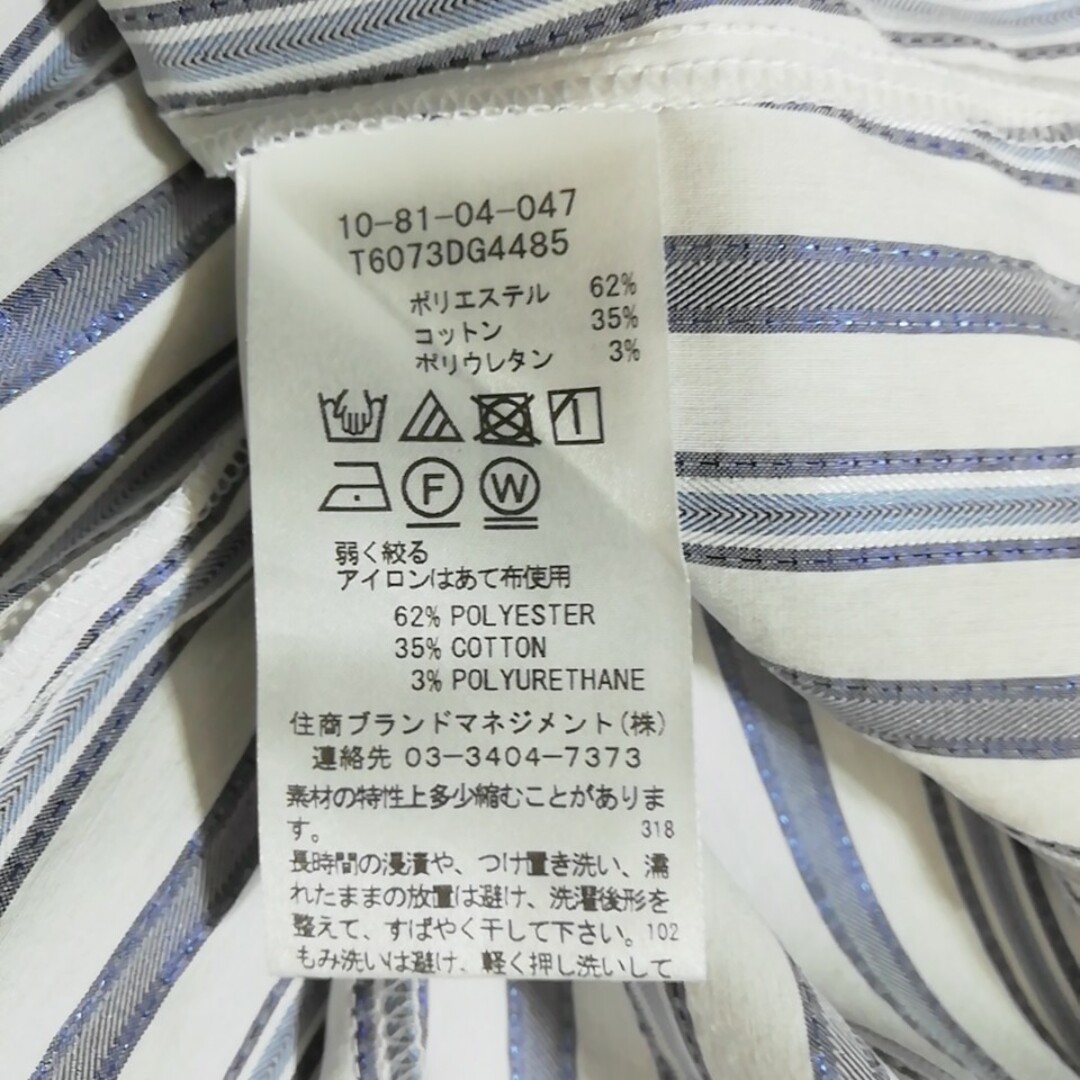 10-81-04-047
T6073DG4485
ポリエステル 62%
コットン 35%
ポリウレタン 3%
F W
弱く絞る
アイロンはあて布使用
62% POLYESTER
35% COTTON
3% POLYURETHANE
住商ブランドマネジメント(株)
連絡先 03-3404-7373
素材の特性上多少縮むことがありま
す。 318
長時間の浸漬や、つけ置き洗い、濡
れたままの放置は避け、洗濯後形を
整えて、すばやく干して下さい。102
もみ洗いは避け、軽く押し洗いして